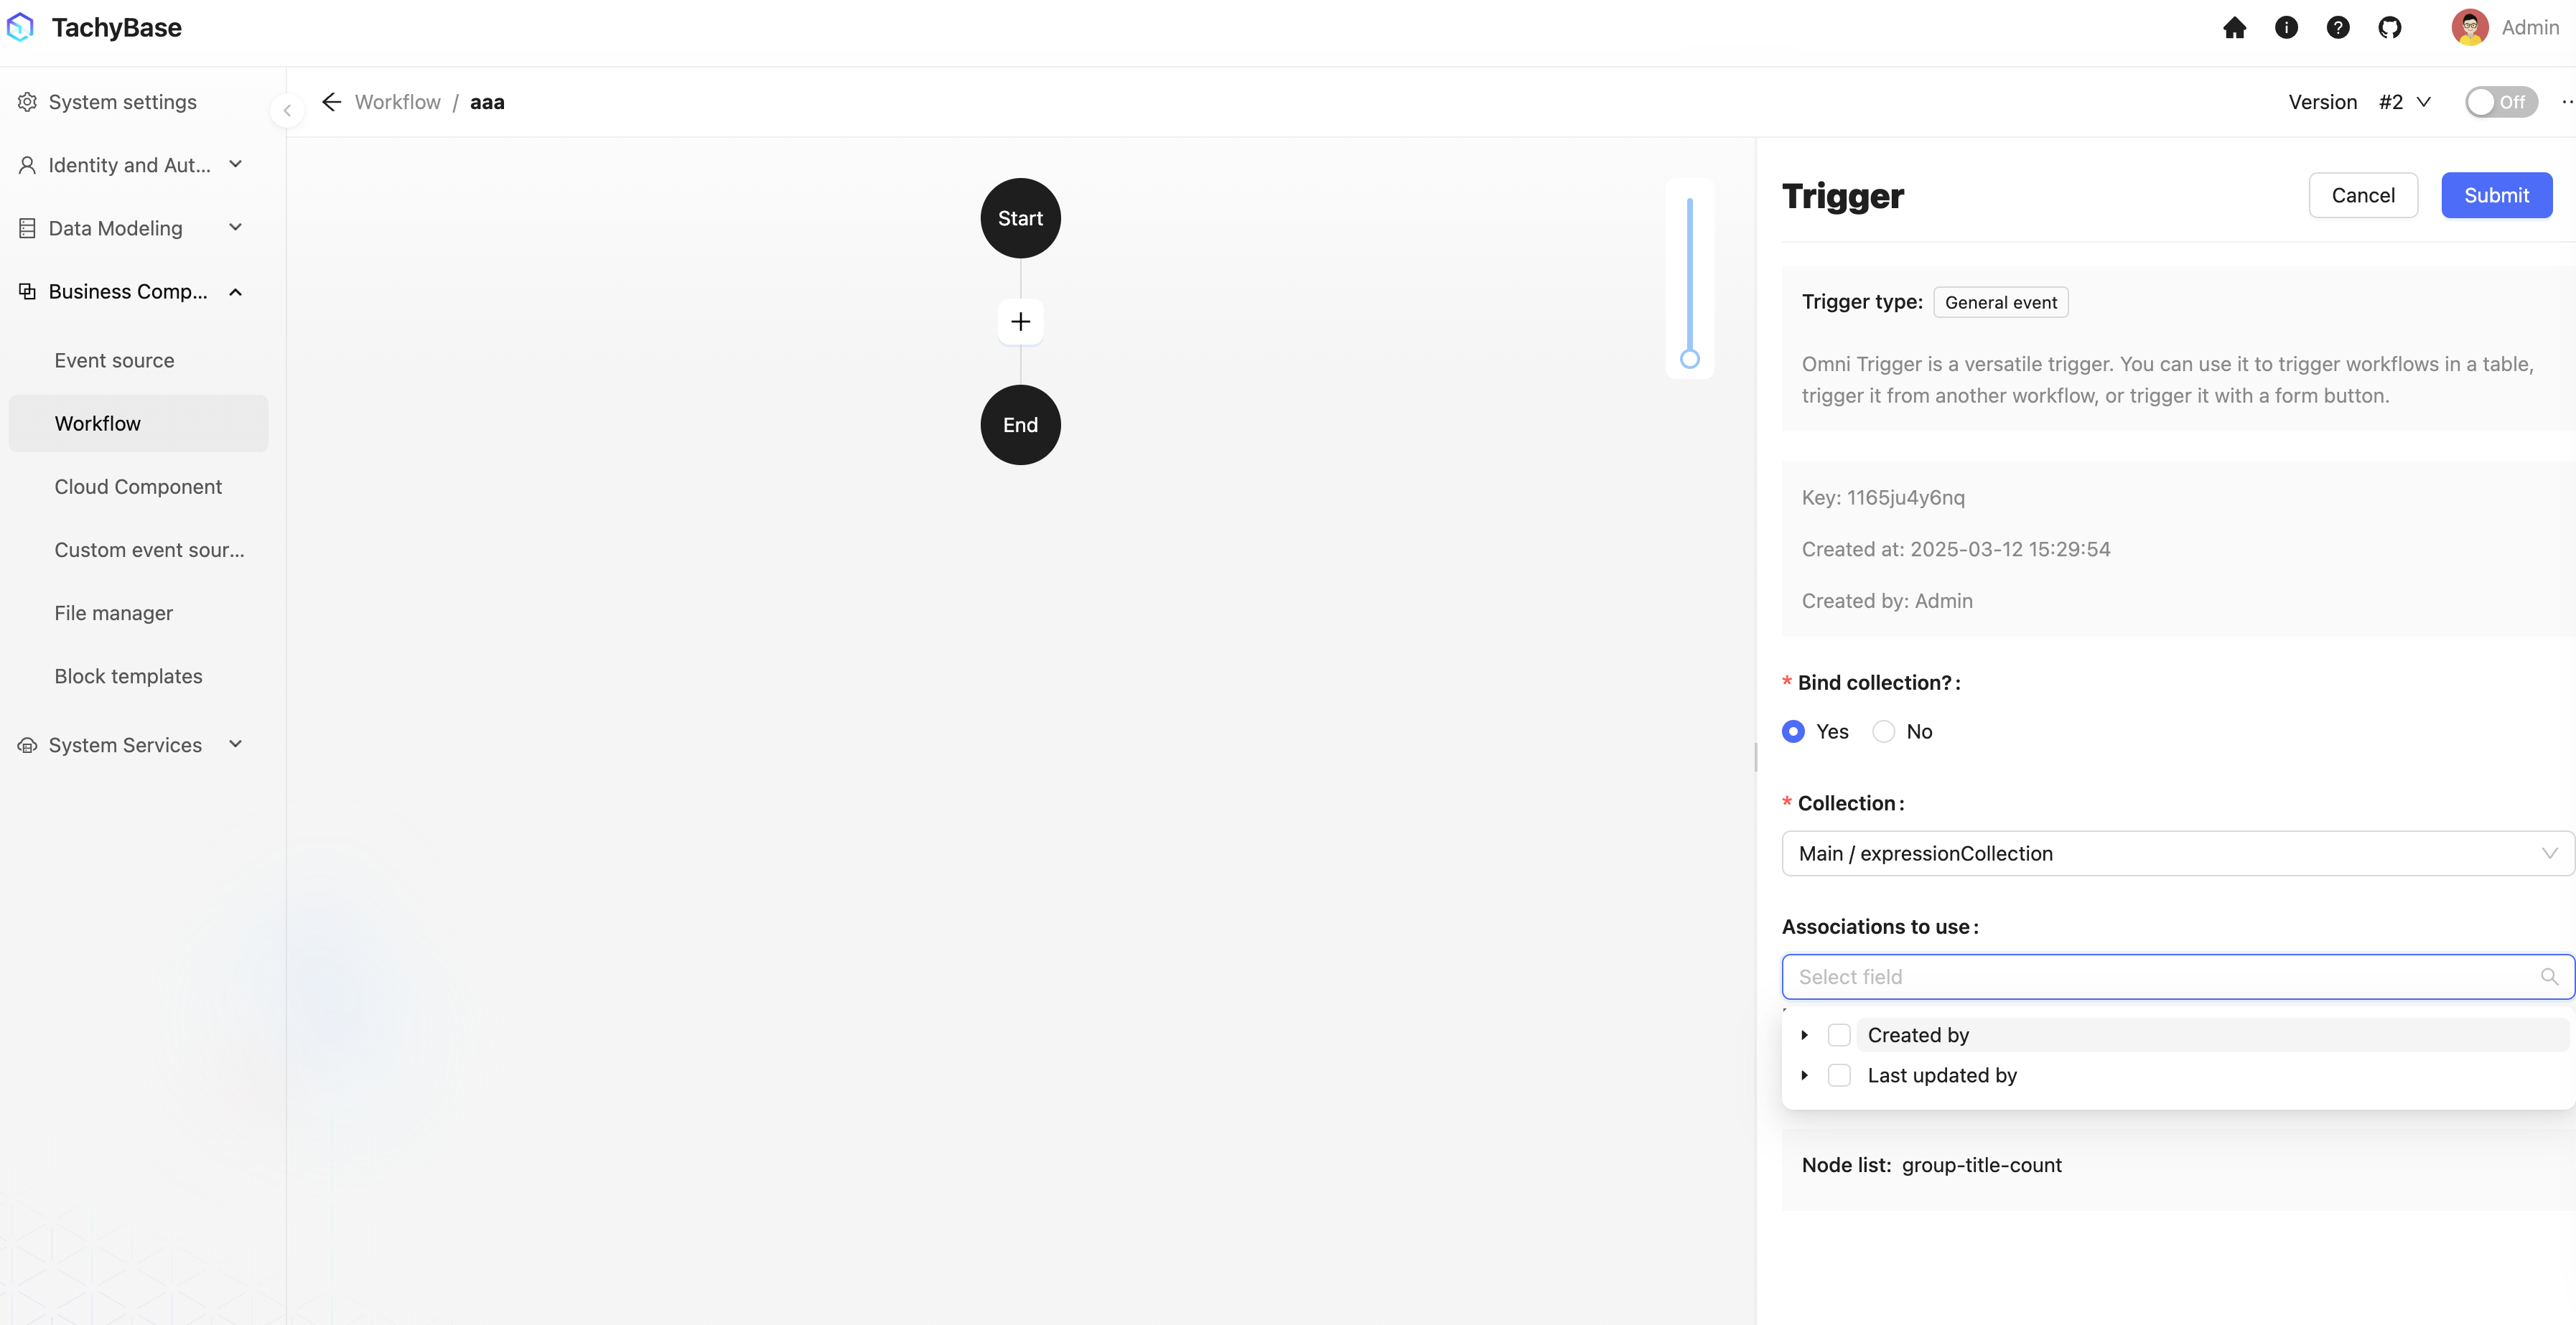 TachyBase
Admin
System settings
Identity and Aut...
Data Modeling
Business Comp...
Event source
Workflow
Cloud Component
Custom event sour...
File manager
Block templates
System Services
Workflow / aaa
Version #2
Off
Start
End
Trigger
Cancel
Submit
Trigger type: General event
Omni Trigger is a versatile trigger. You can use it to trigger workflows in a table,
trigger it from another workflow, or trigger it with a form button.
Key: 1165ju4y6nq
Created at: 2025-03-12 15:29:54
Created by: Admin
* Bind collection? :
Yes
No
* Collection :
Main / expressionCollection
Associations to use :
Select field
Created by
Last updated by
Node list: group-title-count